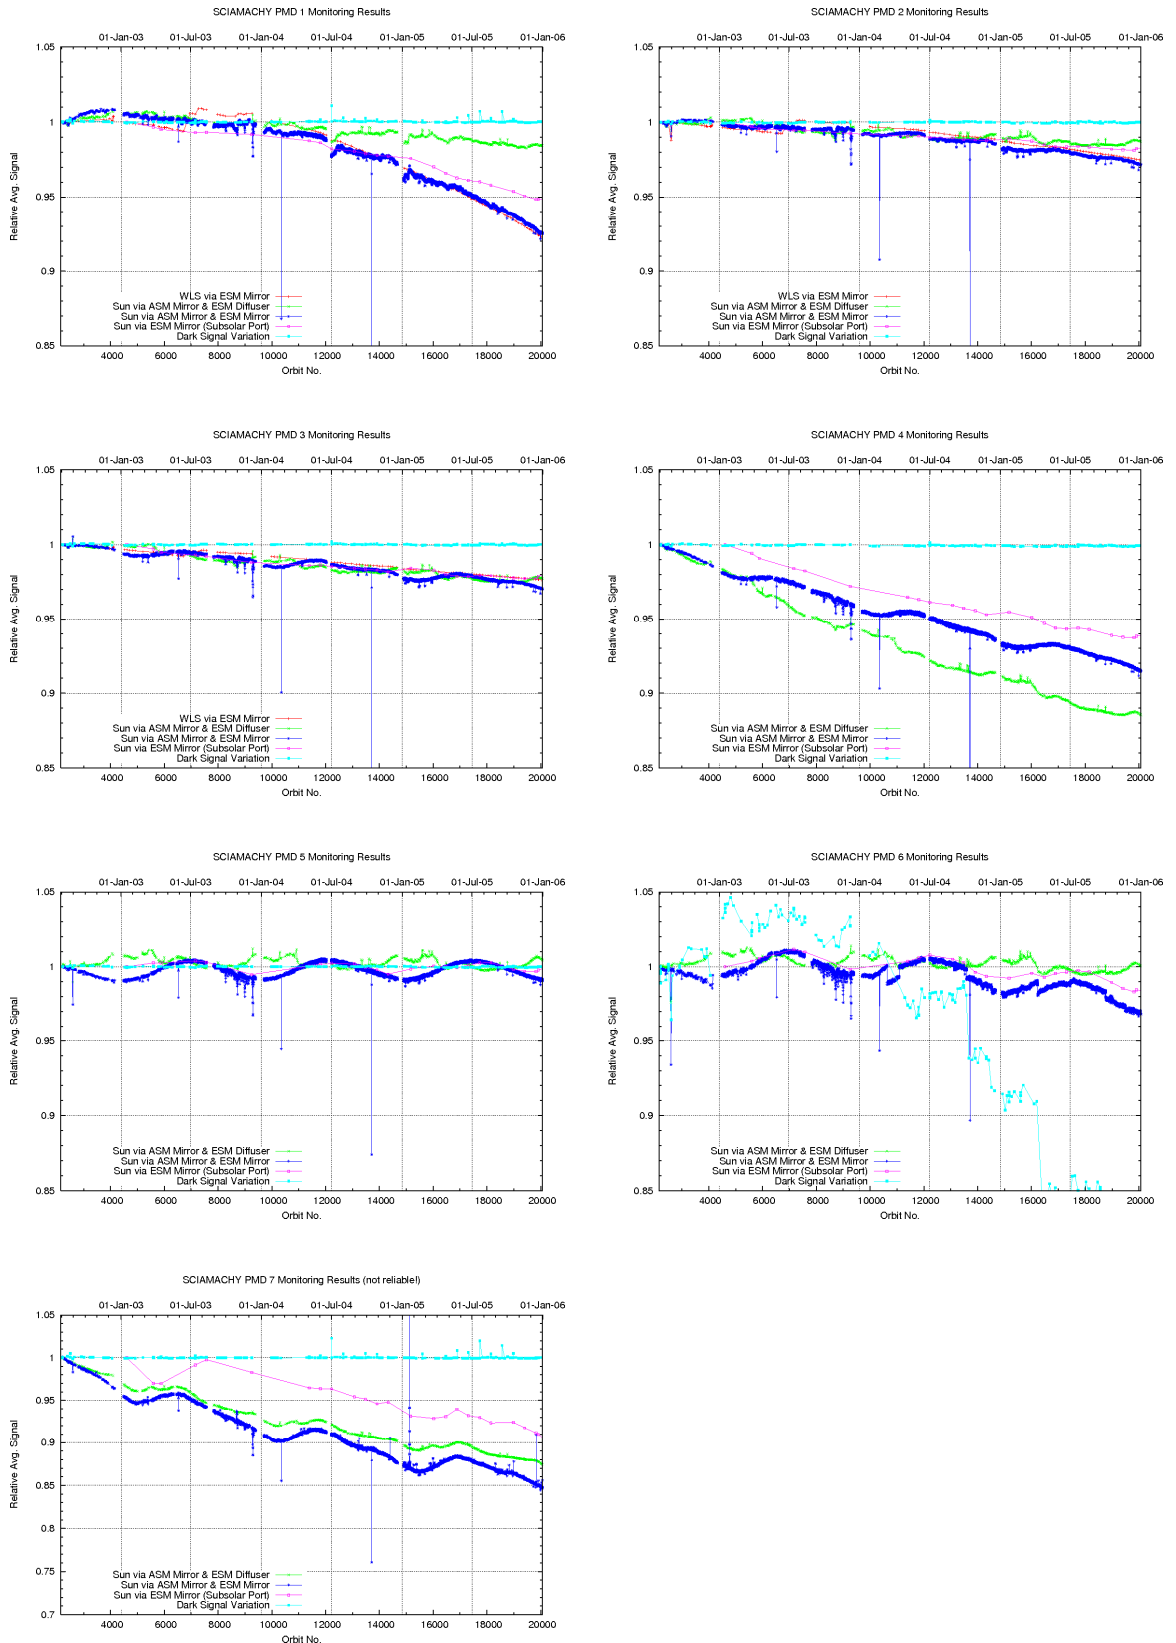 SCIAMACHY PMD 1 Monitoring Results
01-Jan-03 01-Jul-03 01-Jan-04 01-Jul-04 01-Jan-05 01-Jul-05 01-Jan-06
1.05
1
0.95
0.9
0.85
Relative Avg. Signal
WLS via ESM Mirror
Sun via ASM Mirror & ESM Diffuser
Sun via ASM Mirror & ESM Mirror
Sun via ESM Mirror (Subsolar Port)
Dark Signal Variation
4000 6000 8000 10000 12000 14000 16000 18000 20000
Orbit No.
SCIAMACHY PMD 2 Monitoring Results
01-Jan-03 01-Jul-03 01-Jan-04 01-Jul-04 01-Jan-05 01-Jul-05 01-Jan-06
1.05
1
0.95
0.9
0.85
Relative Avg. Signal
WLS via ESM Mirror
Sun via ASM Mirror & ESM Diffuser
Sun via ASM Mirror & ESM Mirror
Sun via ESM Mirror (Subsolar Port)
Dark Signal Variation
4000 6000 8000 10000 12000 14000 16000 18000 20000
Orbit No.
SCIAMACHY PMD 3 Monitoring Results
01-Jan-03 01-Jul-03 01-Jan-04 01-Jul-04 01-Jan-05 01-Jul-05 01-Jan-06
1.05
1
0.95
0.9
0.85
Relative Avg. Signal
WLS via ESM Mirror
Sun via ASM Mirror & ESM Diffuser
Sun via ASM Mirror & ESM Mirror
Sun via ESM Mirror (Subsolar Port)
Dark Signal Variation
4000 6000 8000 10000 12000 14000 16000 18000 20000
Orbit No.
SCIAMACHY PMD 4 Monitoring Results
01-Jan-03 01-Jul-03 01-Jan-04 01-Jul-04 01-Jan-05 01-Jul-05 01-Jan-06
1.05
1
0.95
0.9
0.85
Relative Avg. Signal
Sun via ASM Mirror & ESM Diffuser
Sun via ASM Mirror & ESM Mirror
Sun via ESM Mirror (Subsolar Port)
Dark Signal Variation
4000 6000 8000 10000 12000 14000 16000 18000 20000
Orbit No.
SCIAMACHY PMD 5 Monitoring Results
01-Jan-03 01-Jul-03 01-Jan-04 01-Jul-04 01-Jan-05 01-Jul-05 01-Jan-06
1.05
1
0.95
0.9
0.85
Relative Avg. Signal
Sun via ASM Mirror & ESM Diffuser
Sun via ASM Mirror & ESM Mirror
Sun via ESM Mirror (Subsolar Port)
Dark Signal Variation
4000 6000 8000 10000 12000 14000 16000 18000 20000
Orbit No.
SCIAMACHY PMD 6 Monitoring Results
01-Jan-03 01-Jul-03 01-Jan-04 01-Jul-04 01-Jan-05 01-Jul-05 01-Jan-06
1.05
1
0.95
0.9
0.85
Relative Avg. Signal
Sun via ASM Mirror & ESM Diffuser
Sun via ASM Mirror & ESM Mirror
Sun via ESM Mirror (Subsolar Port)
Dark Signal Variation
4000 6000 8000 10000 12000 14000 16000 18000 20000
Orbit No.
SCIAMACHY PMD 7 Monitoring Results (not reliable!)
01-Jan-03 01-Jul-03 01-Jan-04 01-Jul-04 01-Jan-05 01-Jul-05 01-Jan-06
1.05
1
0.95
0.9
0.85
0.8
0.75
0.7
Relative Avg. Signal
Sun via ASM Mirror & ESM Diffuser
Sun via ASM Mirror & ESM Mirror
Sun via ESM Mirror (Subsolar Port)
Dark Signal Variation
4000 6000 8000 10000 12000 14000 16000 18000 20000
Orbit No.